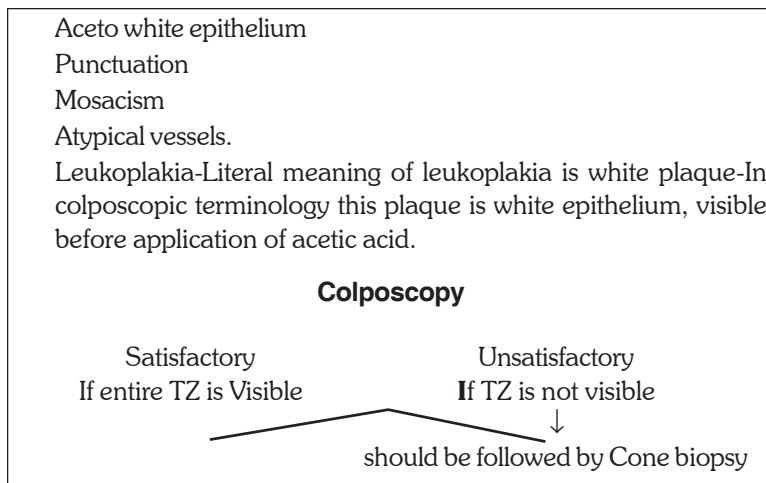 Aceto white epithelium
Punctuation
Mosacism
Atypical vessels.
Leukoplakia-Literal meaning of leukoplakia is white plaque-In
colposcopic terminology this plaque is white epithelium, visible
before application of acetic acid.
Colposcopy
Satisfactory Unsatisfactory
If entire TZ is Visible If TZ is not visible
↓
should be followed by Cone biopsy